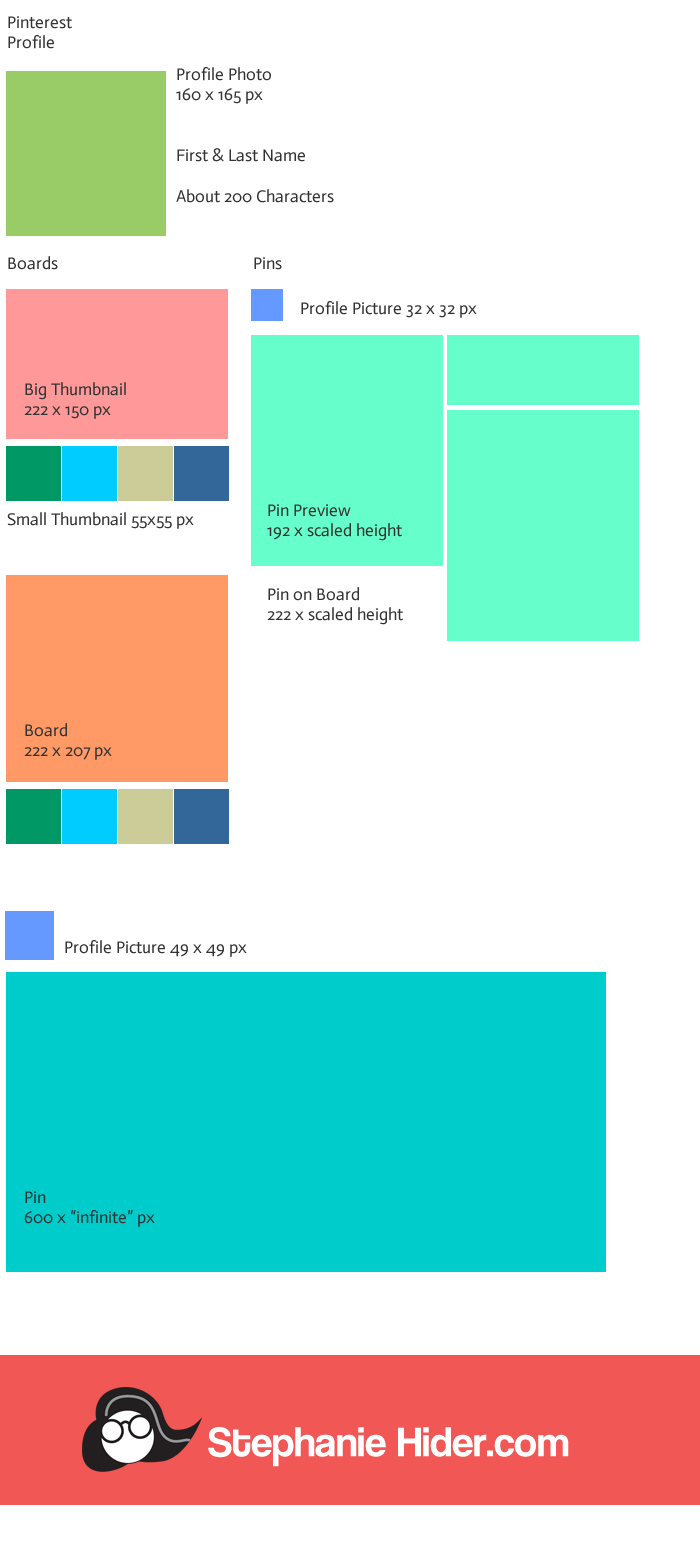 Pinterest
Profile
Profile Photo
160 x 165 px
First & Last Name
About 200 Characters
Boards
Pins
Profile Picture 32 x 32 px
Big Thumbnail
222 x 150 px
Small Thumbnail 55x55 px
Pin Preview
192 x scaled height
Pin on Board
222 x scaled height
Board
222 x 207 px
Profile Picture 49 x 49 px
Pin
600 x “infinite” px
Stephanie Hider.com